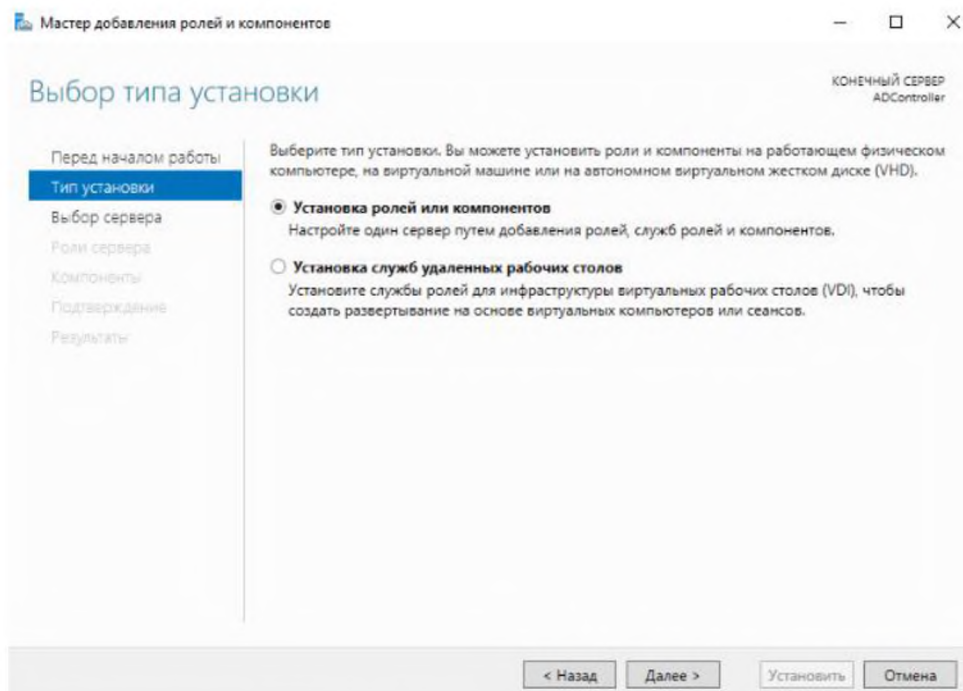 Мастер добавления ролей и компонентов
Выбор типа установки
КОНЕЧНЫЙ СЕРВЕР
ADController
Перед началом работы
Тип установки
Выбор сервера
Роли сервера
Компоненты
Подтверждение
Результаты
Выберите тип установки. Вы можете установить роли и компоненты на работающем физическом
компьютере, на виртуальной машине или на автономном виртуальном жестком диске (VHD).
Установка ролей или компонентов
Настройте один сервер путем добавления ролей, служб ролей и компонентов.
Установка служб удаленных рабочих столов
Установите службы ролей для инфраструктуры виртуальных рабочих столов (VDI), чтобы
создать развертывание на основе виртуальных компьютеров или сеансов.
< Назад
Далее >
Установить
Отмена